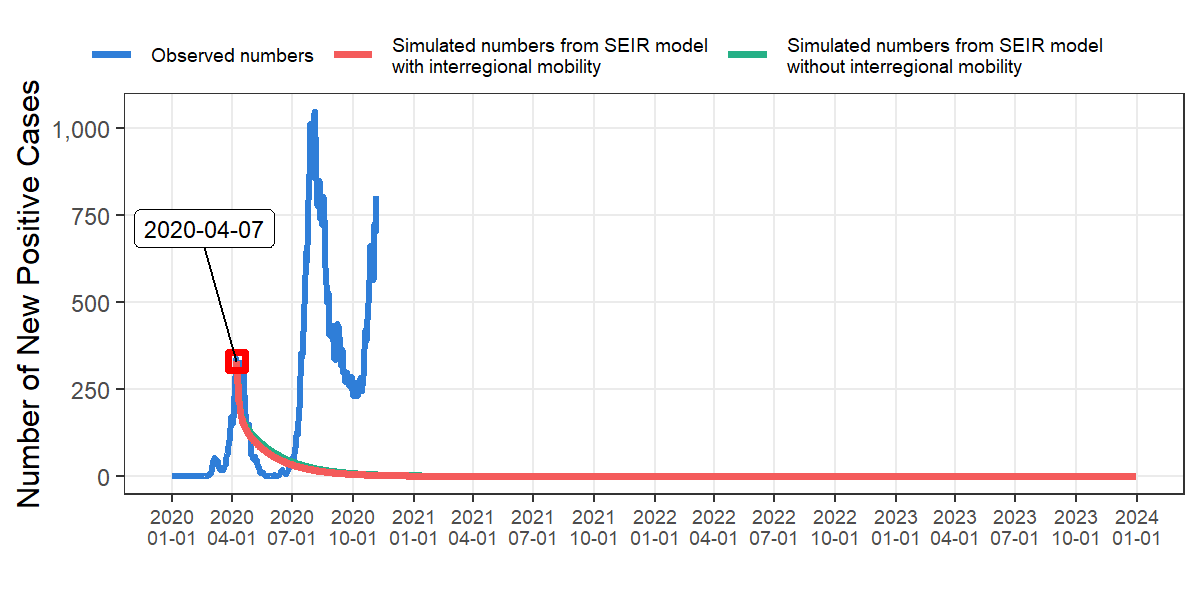 Observed numbers
Simulated numbers from SEIR model
with interregional mobility
Simulated numbers from SEIR model
without interregional mobility
Number of New Positive Cases
1,000
750
500
250
0
2020-04-07
2020 2020 2020 2020 2021 2021 2021 2021 2022 2022 2022 2022 2023 2023 2023 2023 2024
01-01 04-01 07-01 10-01 01-01 04-01 07-01 10-01 01-01 04-01 07-01 10-01 01-01 04-01 07-01 10-01 01-01